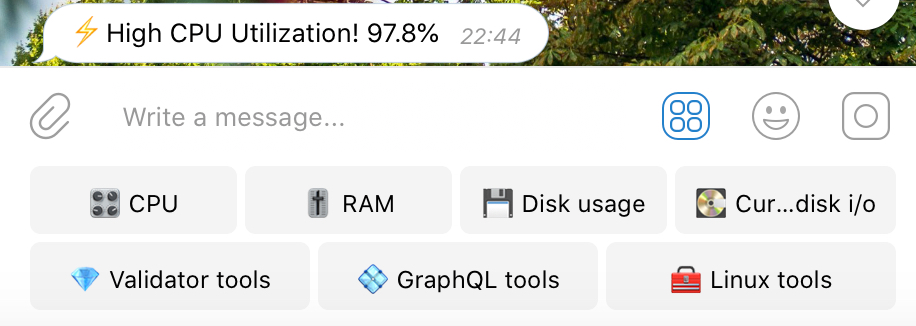 ⚡High CPU Utilization! 97.8% 22:44
Write a message...
CPU RAM Disk usage Cur...disk i/o
Validator tools GraphQL tools Linux tools